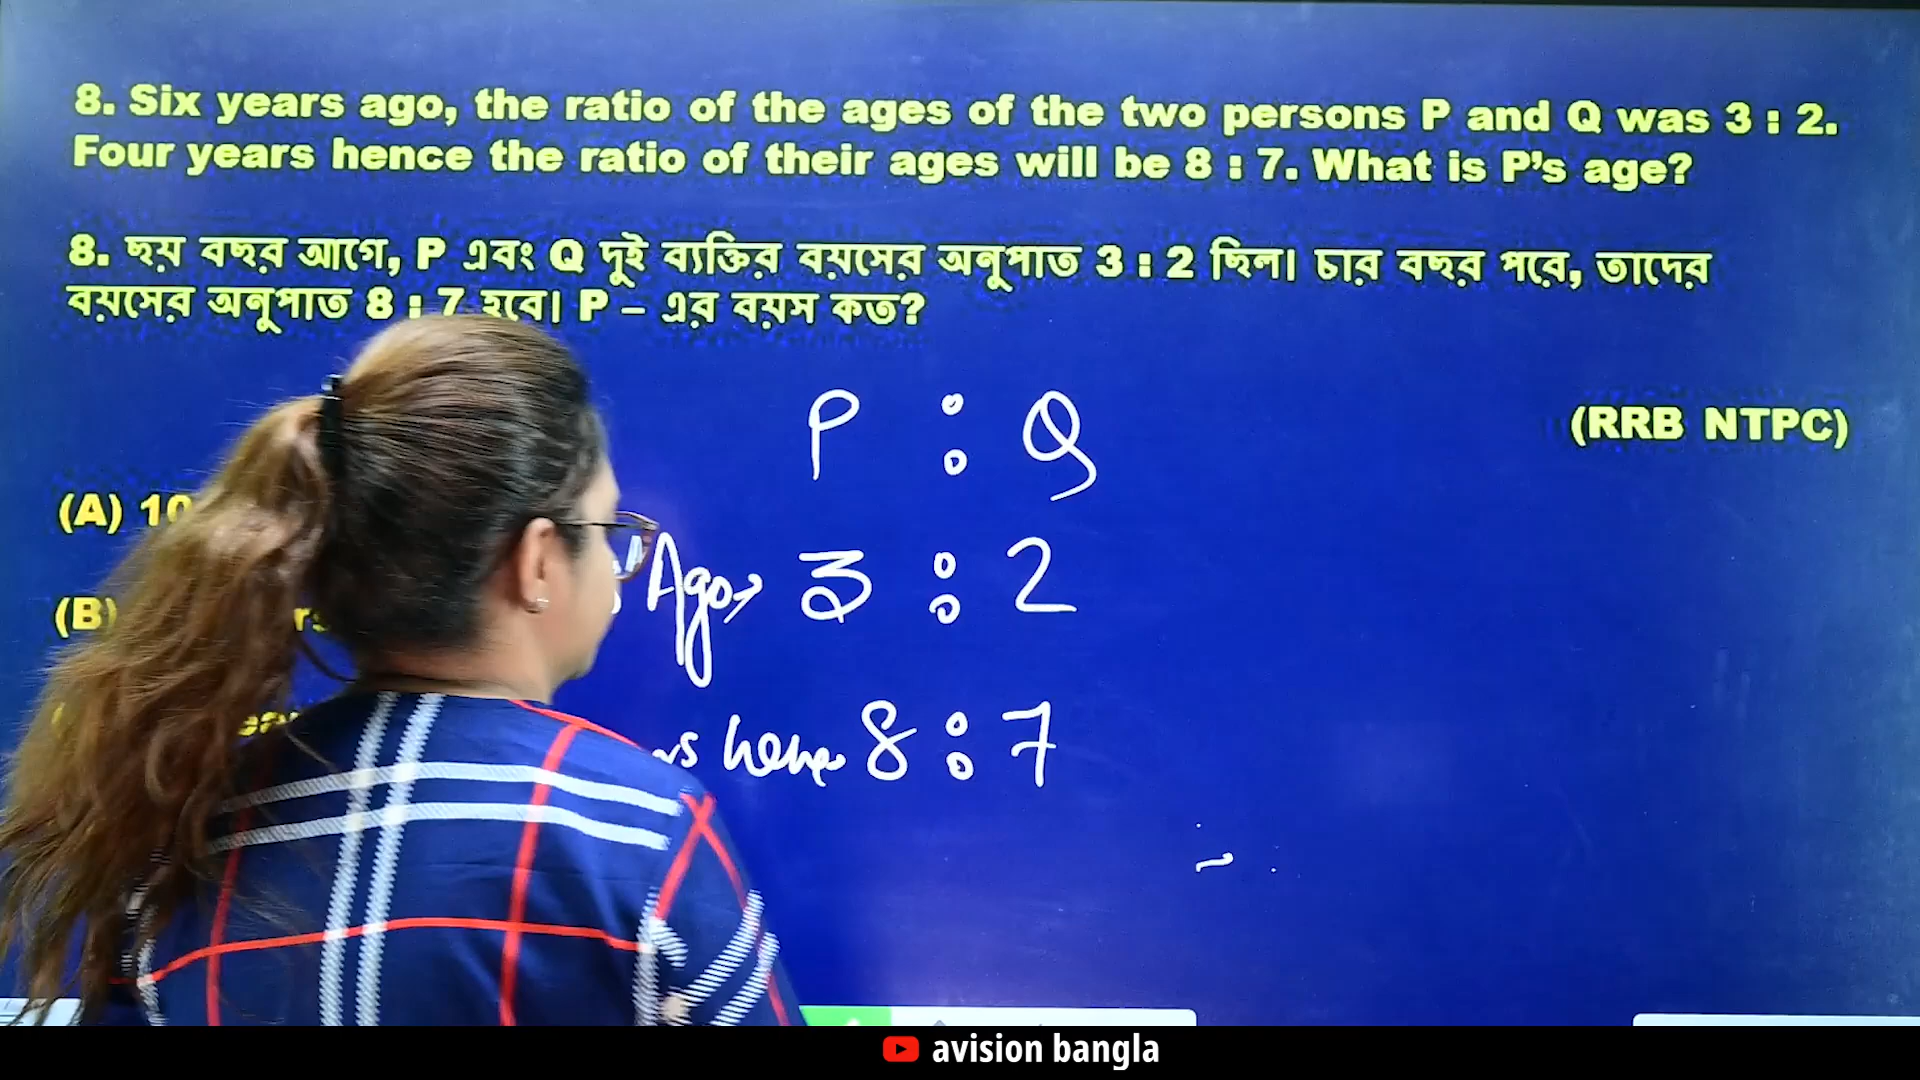 8. Six years ago, the ratio of the ages of the two persons P and Q was 3 : 2.
Four years hence the ratio of their ages will be 8 : 7. What is P's age?
8. ছয় বছর আগে, P এবং Q দুই ব্যক্তির বয়সের অনুপাত 3 : 2 ছিল। চার বছর পরে, তাদের
বয়সের অনুপাত 8 : 7 হবে। P – এর বয়স কত?
P : Q
(RRB NTPC)
(A) 10
Ago, 3 : 2
(B)
hence 8 : 7
avision bangla